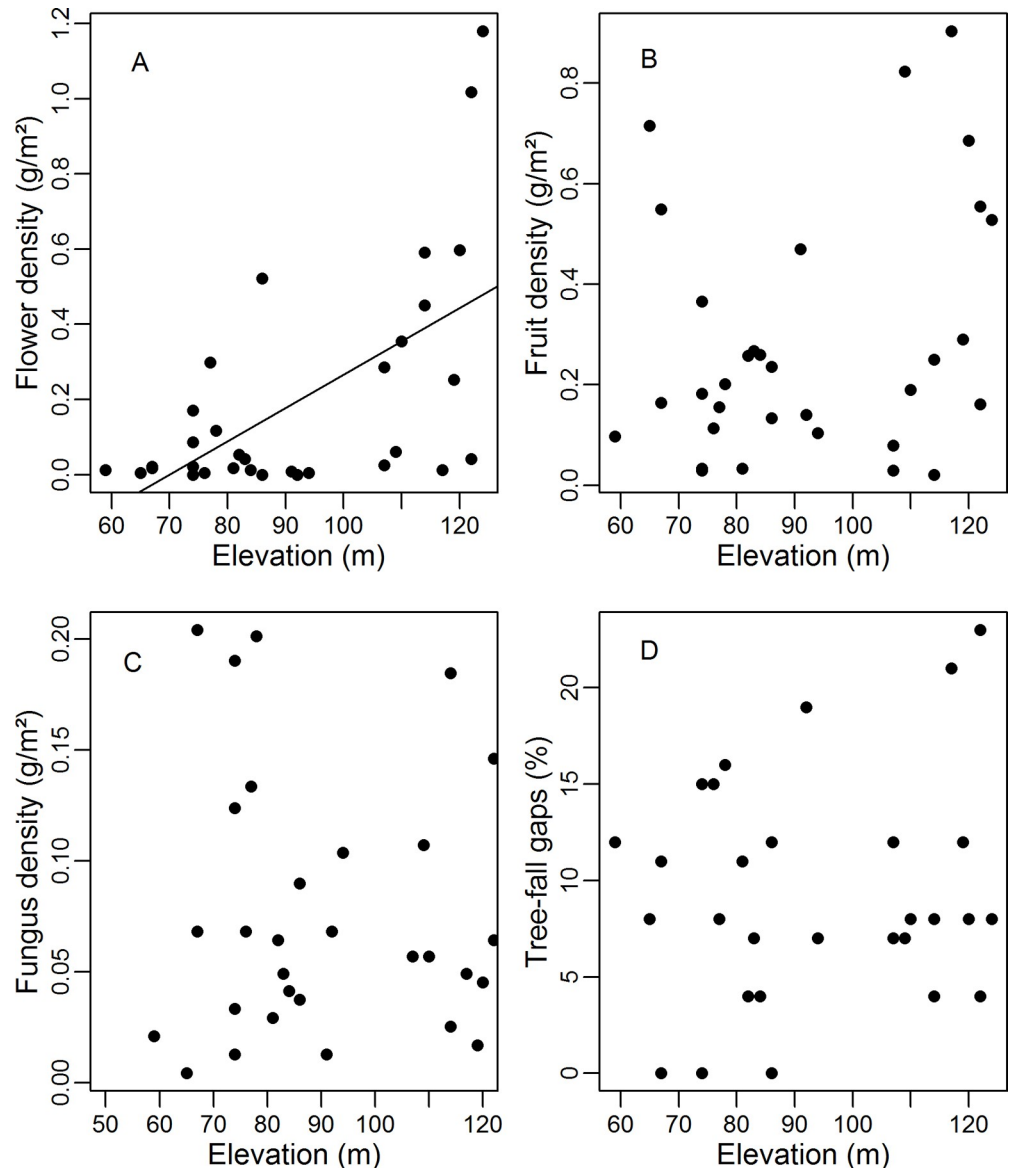 A
Flower density (g/m²)
0.0 0.2 0.4 0.6 0.8 1.0 1.2
60 70 80 90 100 120
Elevation (m)
B
Fruit density (g/m²)
0.0 0.2 0.4 0.6 0.8
60 70 80 90 100 120
Elevation (m)
C
Fungus density (g/m²)
0.00 0.05 0.10 0.15 0.20
50 60 70 80 90 100 120
Elevation (m)
D
Tree-fall gaps (%)
0 5 10 15 20
60 70 80 90 100 120
Elevation (m)